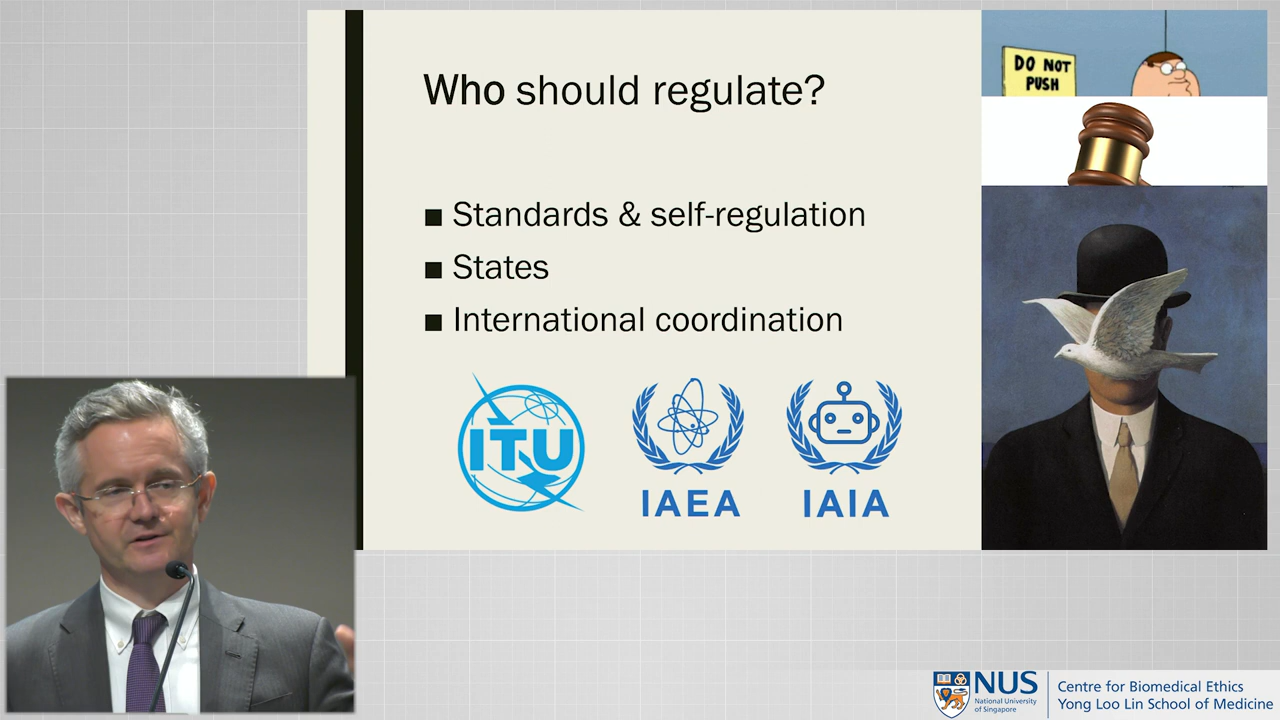 Who should regulate?
DO NOT
PUSH
Standards & self-regulation
States
International coordination
ITU
IAEA
IAIA
NUS
National University
of Singapore
Centre for Biomedical Ethics
Yong Loo Lin School of Medicine